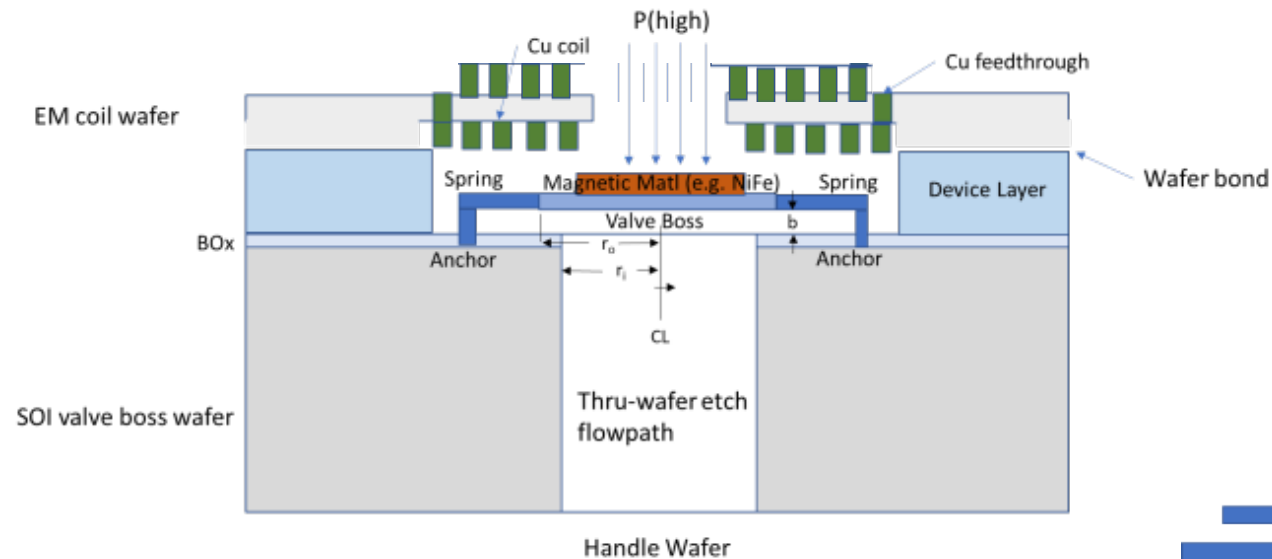 P(high)
Cu coil
Cu feedthrough
EM coil wafer
Wafer bond
Spring
Magnetic Matl (e.g. NiFe)
Spring
Device Layer
Valve Boss
b
BOx
rₒ
Anchor
Anchor
rᵢ
CL
Thru-wafer etch
flowpath
SOI valve boss wafer
Handle Wafer